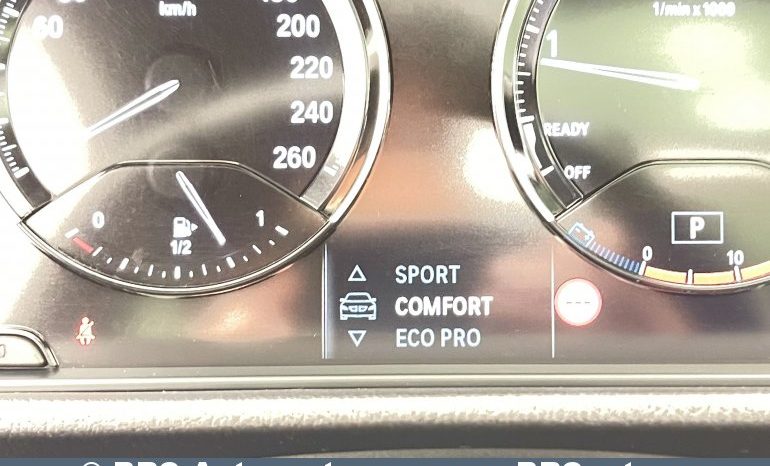 60
km/h
200
220
240
260
0
1/2
1
1/min x 1000
1
READY
OFF
P
0
10
SPORT
COMFORT
ECO PRO
---